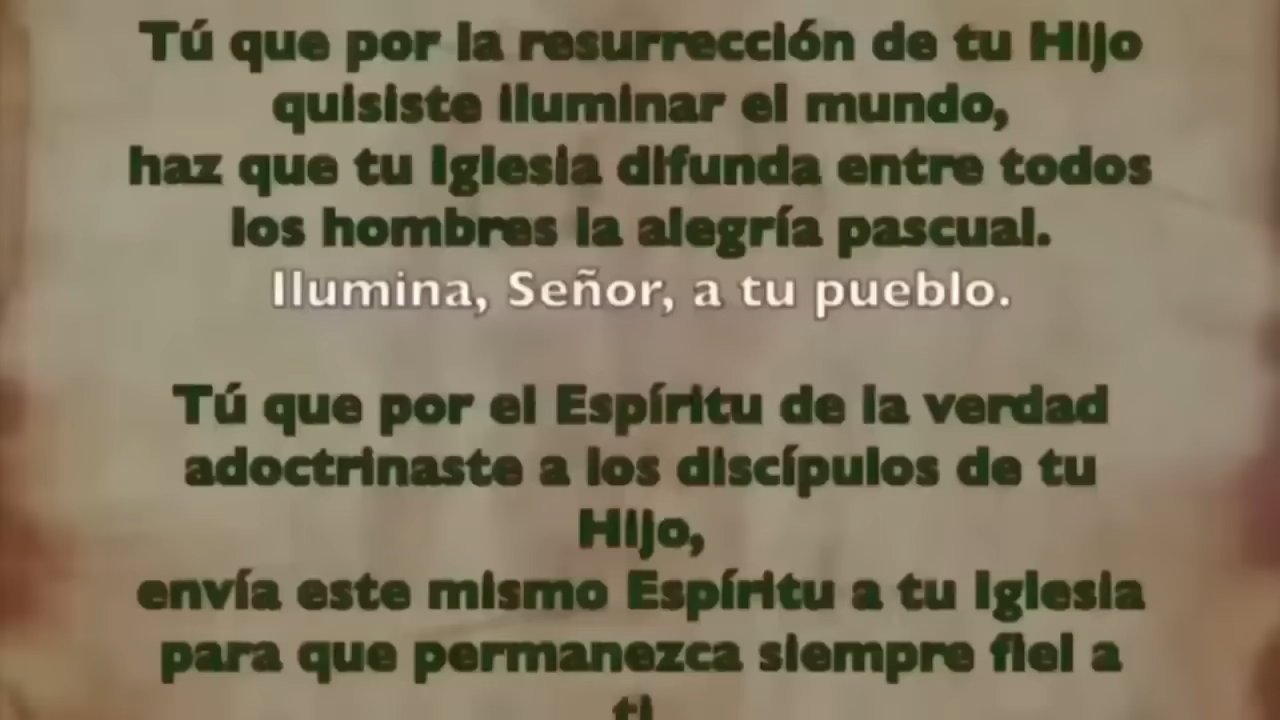 Tú que por la resurrección de tu Hijo
quisiste iluminar el mundo,
haz que tu Iglesia difunda entre todos
los hombres la alegría pascual.
Ilumina, Señor, a tu pueblo.
Tú que por el Espíritu de la verdad
adoctrinaste a los discípulos de tu
Hijo,
envía este mismo Espíritu a tu Iglesia
para que permanezca siempre fiel a
ti